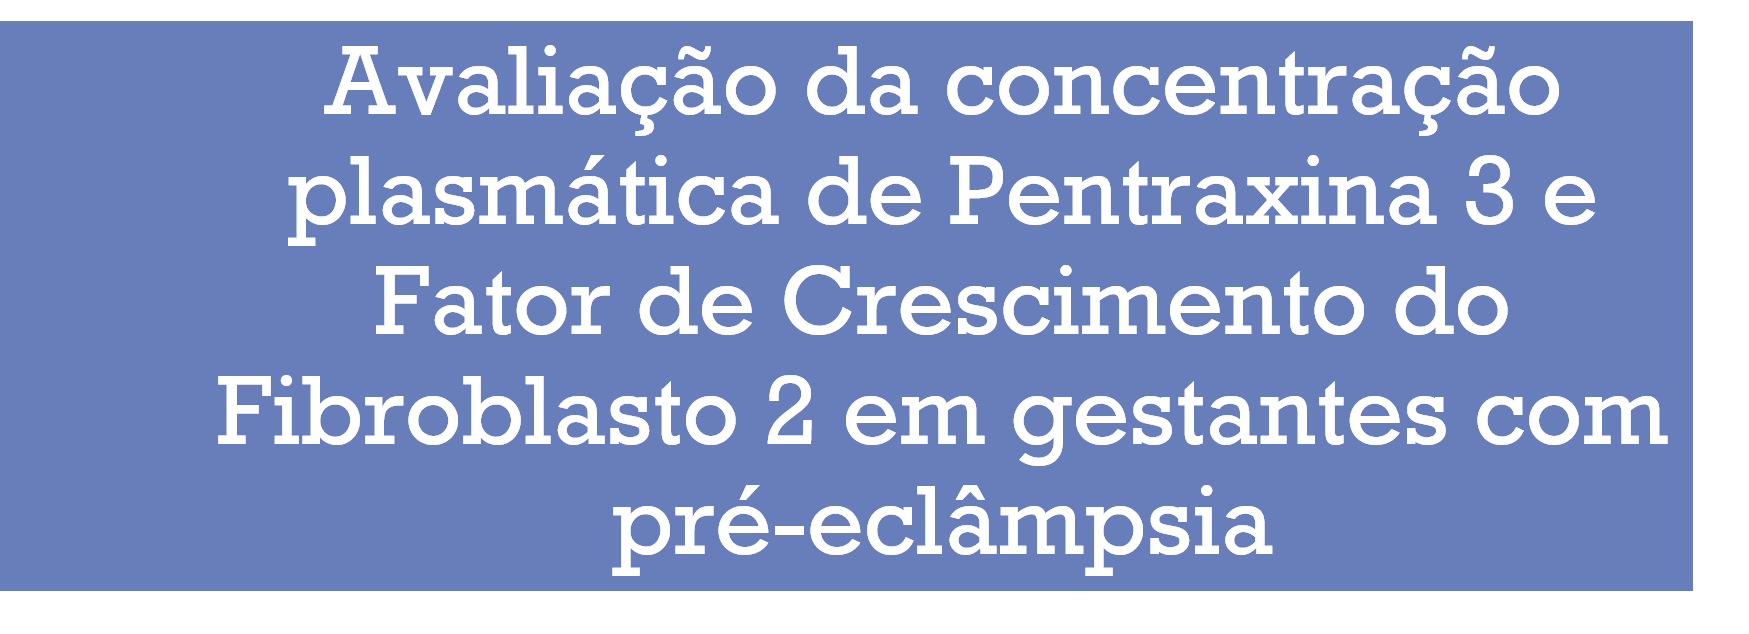 Avaliação da concentração
plasmática de Pentraxina 3 e
Fator de Crescimento do
Fibroblasto 2 em gestantes com
pré-eclâmpsia